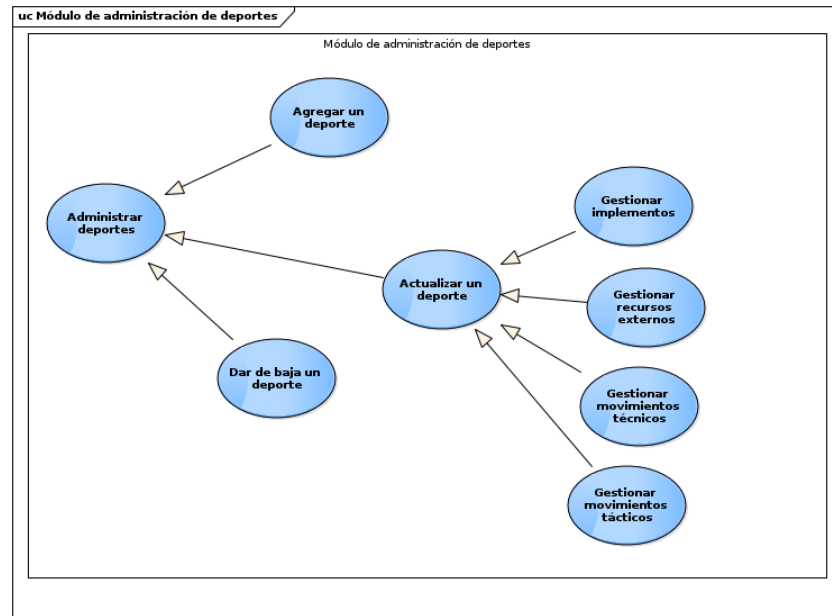 uc Módulo de administración de deportes
Módulo de administración de deportes
Agregar un
deporte
Administrar
deportes
Gestionar
implementos
Actualizar un
deporte
Gestionar
recursos
externos
Dar de baja un
deporte
Gestionar
movimientos
técnicos
Gestionar
movimientos
tácticos